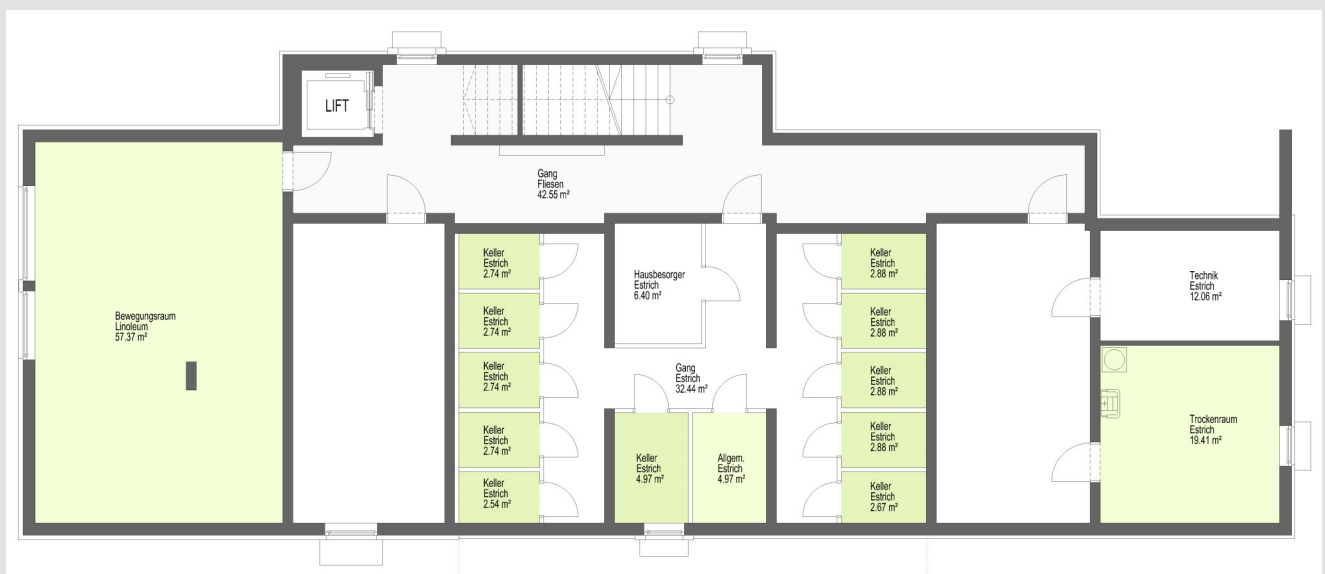 LIFT
Gang
Fliesen
42.55 m²
Bewegungsraum
Linoleum
57.37 m²
Keller
Estrich
2.74 m²
Keller
Estrich
2.74 m²
Keller
Estrich
2.74 m²
Keller
Estrich
2.74 m²
Keller
Estrich
2.54 m²
Hausbesorger
Estrich
6.40 m²
Gang
Estrich
32.44 m²
Keller
Estrich
4.97 m²
Allgem.
Estrich
4.97 m²
Keller
Estrich
2.88 m²
Keller
Estrich
2.88 m²
Keller
Estrich
2.88 m²
Keller
Estrich
2.88 m²
Keller
Estrich
2.67 m²
Technik
Estrich
12.06 m²
Trockenraum
Estrich
19.41 m²